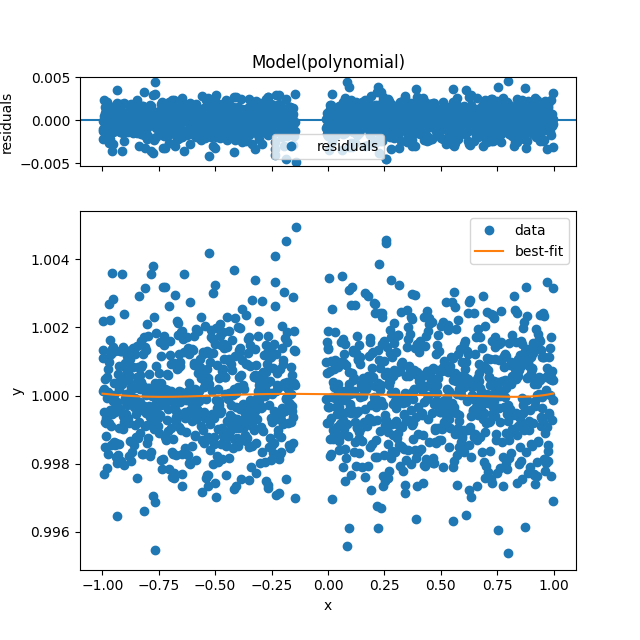 Model(polynomial)
0.005
0.000
−0.005
residuals
residuals
1.004
1.002
1.000
0.998
0.996
y
data
best-fit
−1.00 −0.75 −0.50 −0.25 0.00 0.25 0.50 0.75 1.00
x